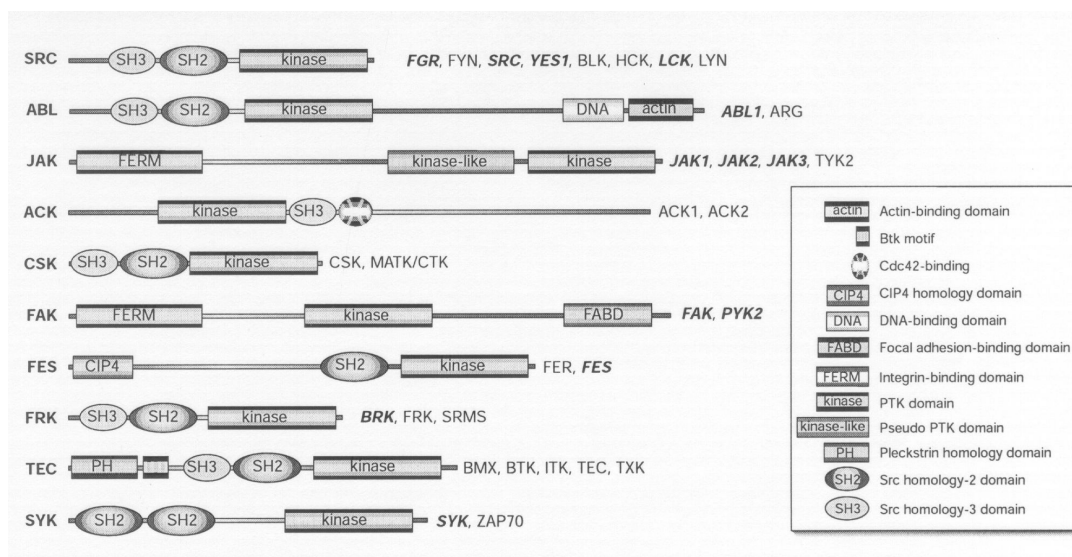 SRC SH3 SH2 kinase FGR, FYN, SRC, YES1, BLK, HCK, LCK, LYN
ABL SH3 SH2 kinase DNA actin ABL1, ARG
JAK FERM kinase-like kinase JAK1, JAK2, JAK3, TYK2
ACK kinase SH3 ACK1, ACK2
CSK SH3 SH2 kinase CSK, MATK/CTK
FAK FERM kinase FABD FAK, PYK2
FES CIP4 SH2 kinase FER, FES
FRK SH3 SH2 kinase BRK, FRK, SRMS
TEC PH SH3 SH2 kinase BMX, BTK, ITK, TEC, TXK
SYK SH2 SH2 kinase SYK, ZAP70
actin Actin-binding domain
Btk motif
Cdc42-binding
CIP4 CIP4 homology domain
DNA DNA-binding domain
FABD Focal adhesion-binding domain
FERM Integrin-binding domain
kinase PTK domain
kinase-like Pseudo PTK domain
PH Pleckstrin homology domain
SH2 Src homology-2 domain
SH3 Src homology-3 domain